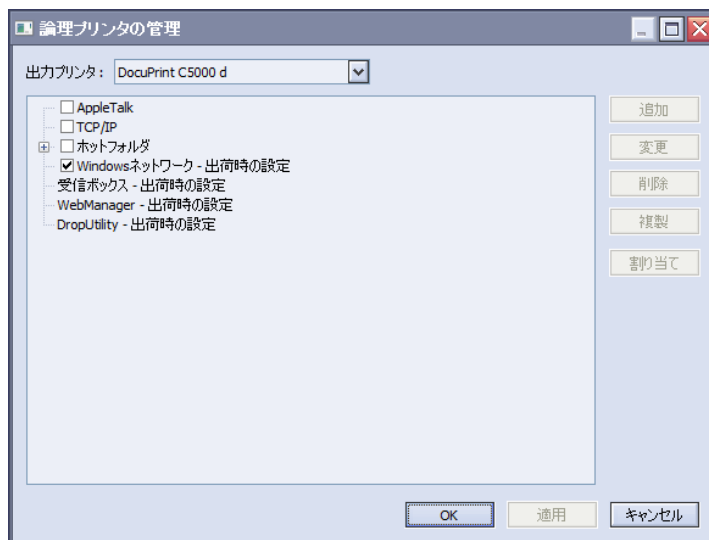 論理プリンタの管理
出力プリンタ： DocuPrint C5000 d
AppleTalk
TCP/IP
ホットフォルダ
Windowsネットワーク - 出荷時の設定
受信ボックス - 出荷時の設定
WebManager - 出荷時の設定
DropUtility - 出荷時の設定
追加
変更
削除
複製
割り当て
OK
適用
キャンセル